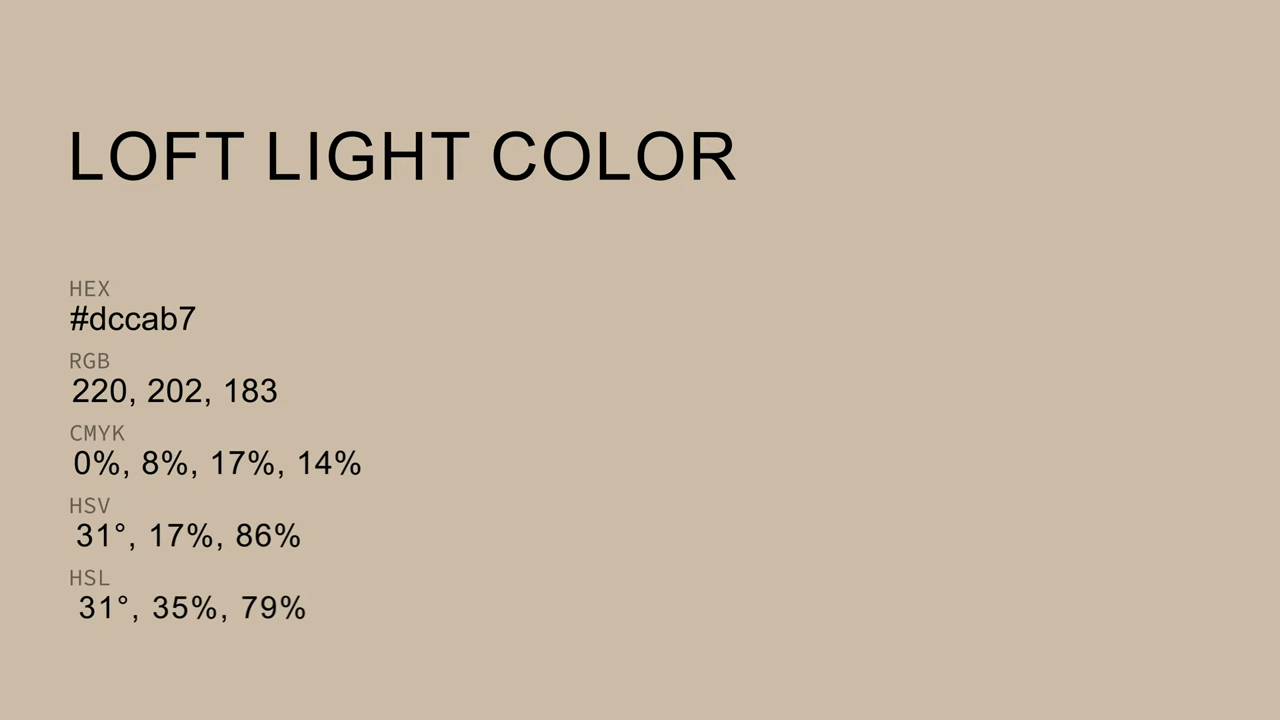 LOFT LIGHT COLOR
HEX
#dccab7
RGB
220, 202, 183
CMYK
0%, 8%, 17%, 14%
HSV
31°, 17%, 86%
HSL
31°, 35%, 79%